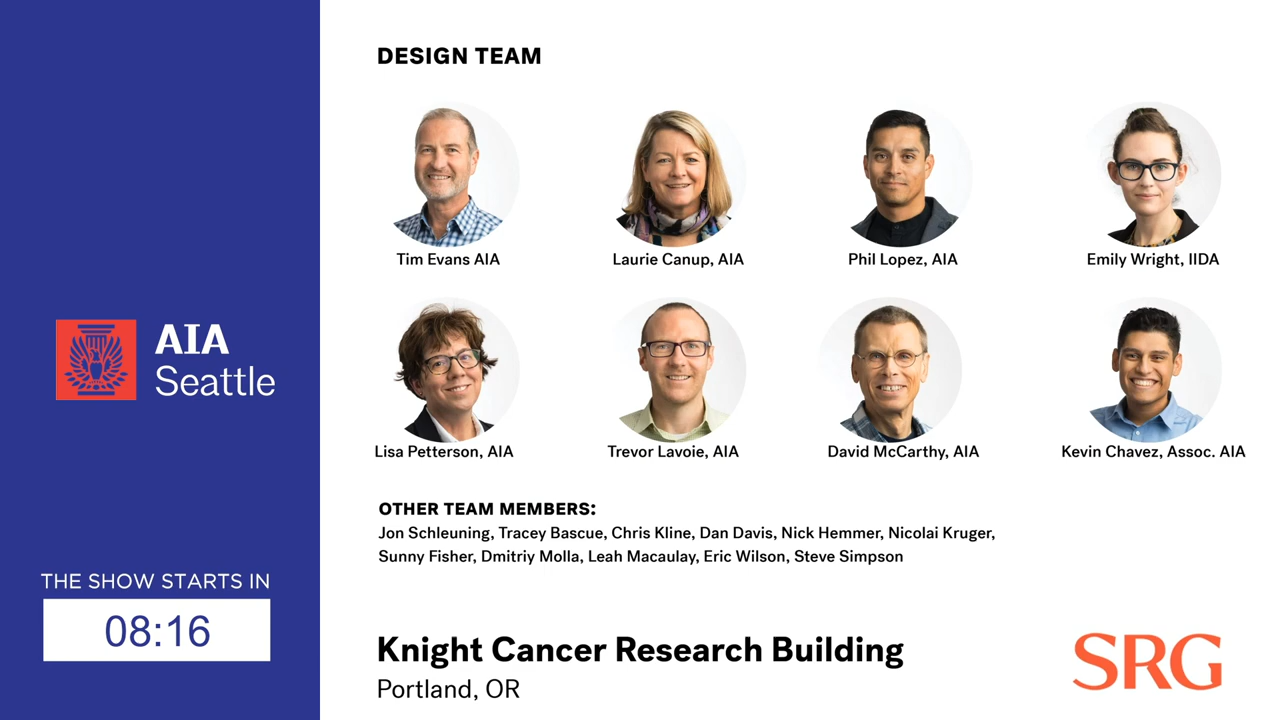 DESIGN TEAM
Tim Evans AIA
Laurie Canup, AIA
Phil Lopez, AIA
Emily Wright, IIDA
Lisa Petterson, AIA
Trevor Lavoie, AIA
David McCarthy, AIA
Kevin Chavez, Assoc. AIA
OTHER TEAM MEMBERS:
Jon Schleuning, Tracey Bascue, Chris Kline, Dan Davis, Nick Hemmer, Nicolai Kruger,
Sunny Fisher, Dmitriy Molla, Leah Macaulay, Eric Wilson, Steve Simpson
Knight Cancer Research Building
Portland, OR
SRG
AIA
Seattle
THE SHOW STARTS IN
08:16